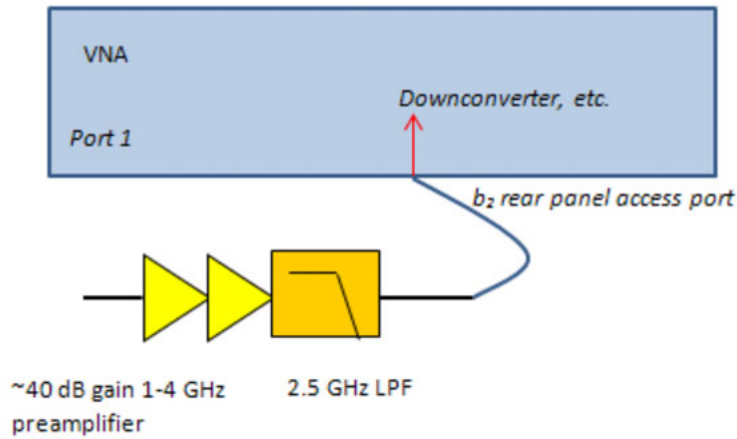 VNA
Downconverter, etc.
Port 1
b₂ rear panel access port
~40 dB gain 1-4 GHz
preamplifier
2.5 GHz LPF